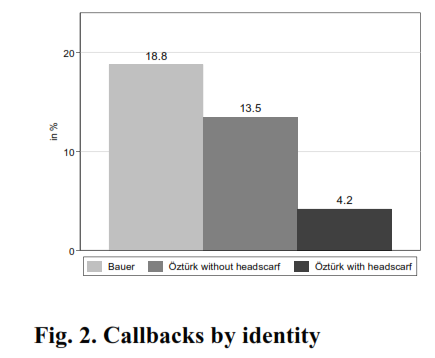 18.8
20
13.5
in %
10
4.2
0
Bauer Öztürk without headscarf Öztürk with headscarf
Fig. 2. Callbacks by identity